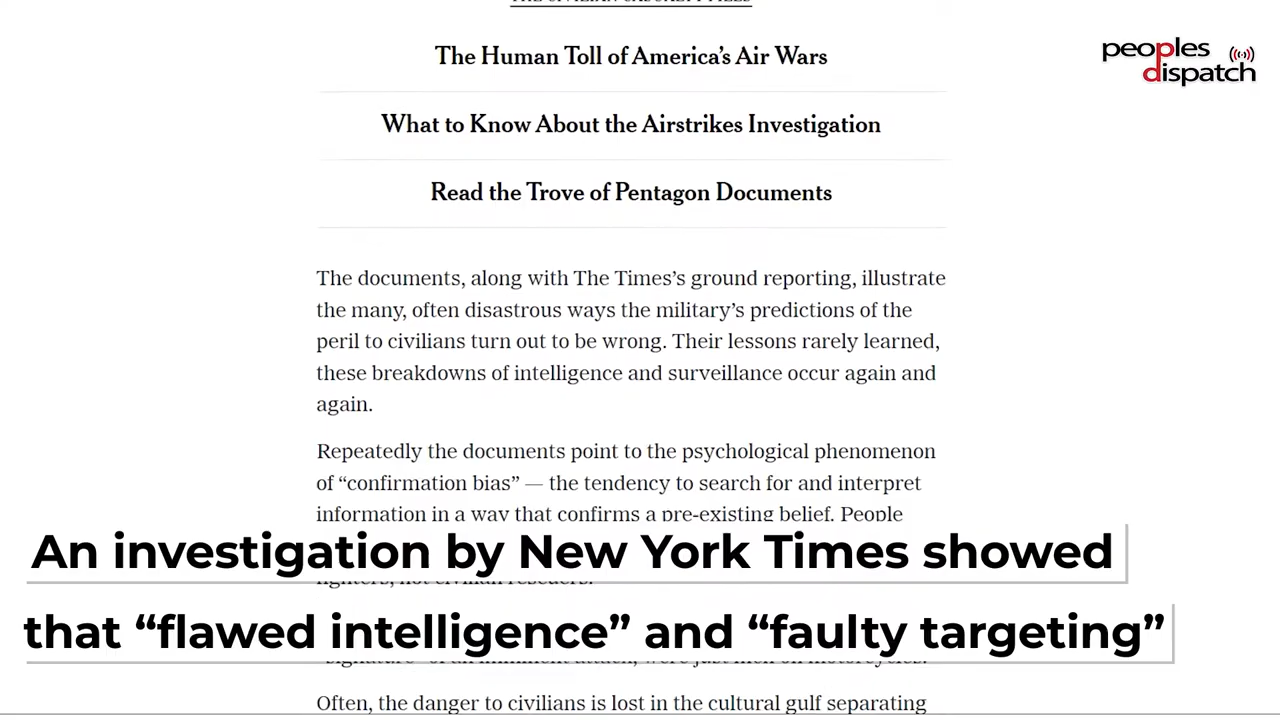 The Human Toll of America’s Air Wars
peoples
dispatch
What to Know About the Airstrikes Investigation
Read the Trove of Pentagon Documents
The documents, along with The Times’s ground reporting, illustrate
the many, often disastrous ways the military’s predictions of the
peril to civilians turn out to be wrong. Their lessons rarely learned,
these breakdowns of intelligence and surveillance occur again and
again.
Repeatedly the documents point to the psychological phenomenon
of “confirmation bias” — the tendency to search for and interpret
information in a way that confirms a pre-existing belief. People
An investigation by New York Times showed
that “flawed intelligence” and “faulty targeting”
Often, the danger to civilians is lost in the cultural gulf separating